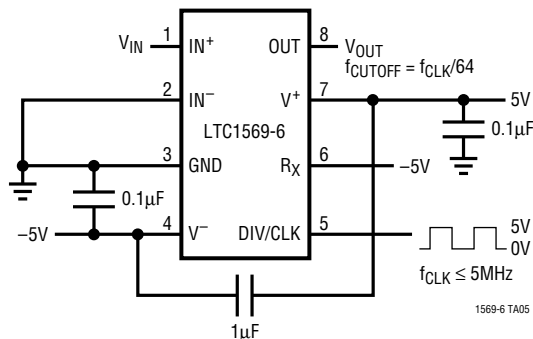 VIN
1
IN+
OUT
8
VOUT
fCUTOFF = fCLK/64
2
IN−
V+
7
5V
0.1µF
LTC1569-6
3
GND
RX
6
−5V
0.1µF
−5V
4
V−
DIV/CLK
5
5V
0V
fCLK ≤ 5MHz
1µF
1569-6 TA05